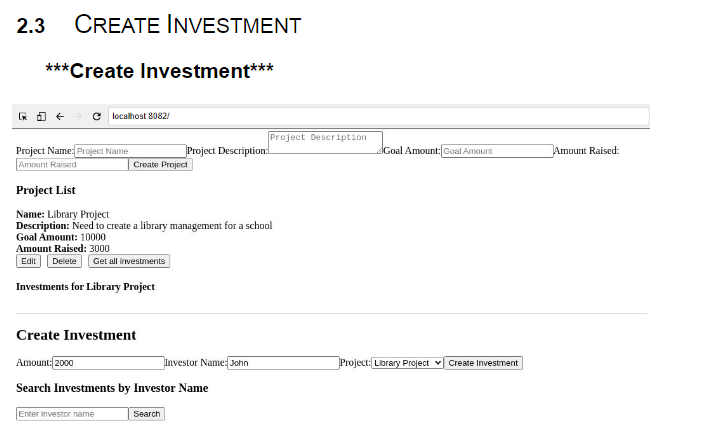 2.3 CREATE INVESTMENT
***Create Investment***
localhost:8082/
Project Description
Project Name: Project Name Project Description: Goal Amount: Goal Amount Amount Raised:
Amount Raised Create Project
Project List
Name: Library Project
Description: Need to create a library management for a school
Goal Amount: 10000
Amount Raised: 3000
Edit Delete Get all investments
Investments for Library Project
Create Investment
Amount: 2000 Investor Name: John Project: Library Project Create Investment
Search Investments by Investor Name
Enter investor name Search